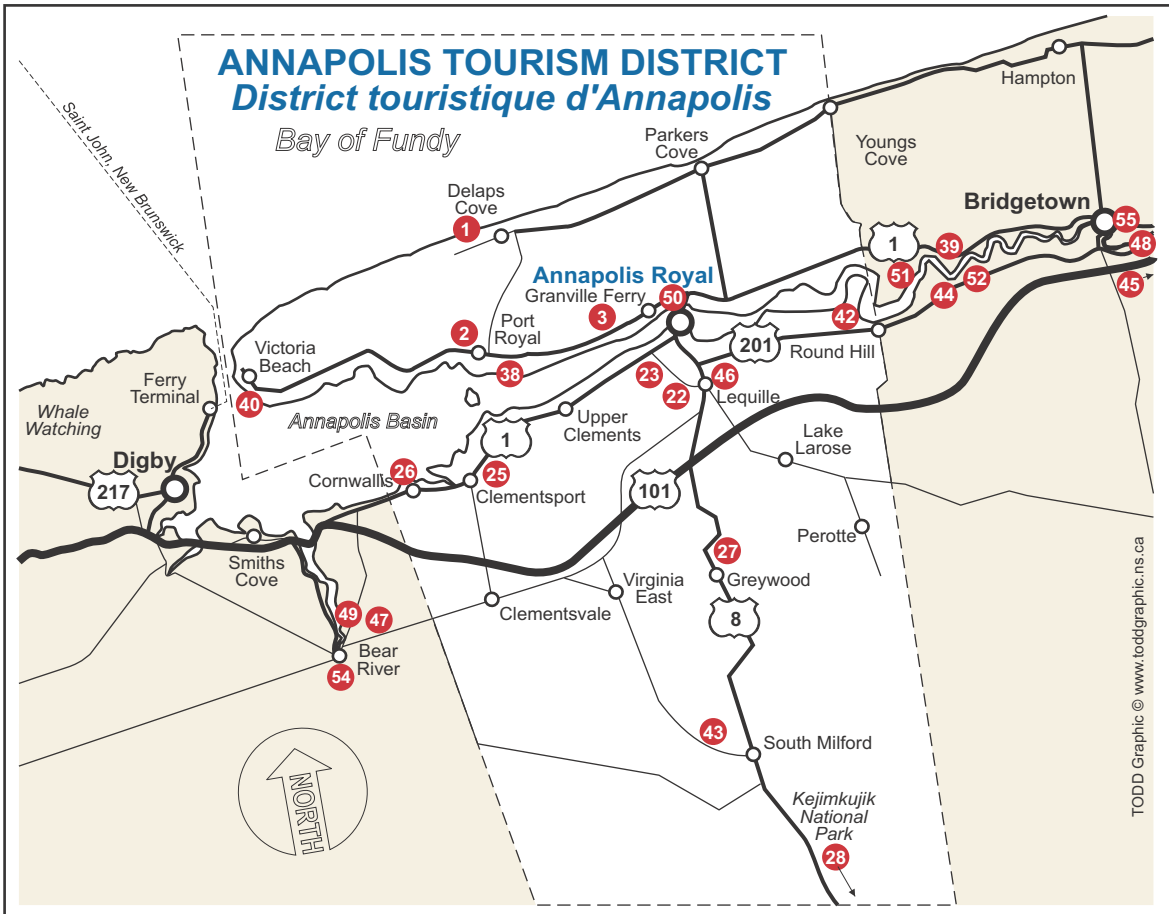 ANNAPOLIS TOURISM DISTRICT
District touristique d'Annapolis
Bay of Fundy
Saint John, New Brunswick
Hampton
Parkers
Cove
Youngs
Cove
Delaps
Cove
1
Bridgetown
55
48
45
1
39
51
52
44
Annapolis Royal
Granville Ferry
50
3
2
Port
Royal
42
201
Round Hill
Victoria
Beach
38
40
Ferry
Terminal
23
22
46
Lequille
Whale
Watching
Annapolis Basin
Upper
Clements
1
Lake
Larose
Digby
217
26
Cornwallis
25
Clementsport
101
Perotte
Smiths
Cove
27
Greywood
Virginia
East
Clementsvale
8
49
47
Bear
River
54
43
South Milford
NORTH
Kejimkujik
National
Park
28
TODD Graphic © www.toddgraphic.ns.ca